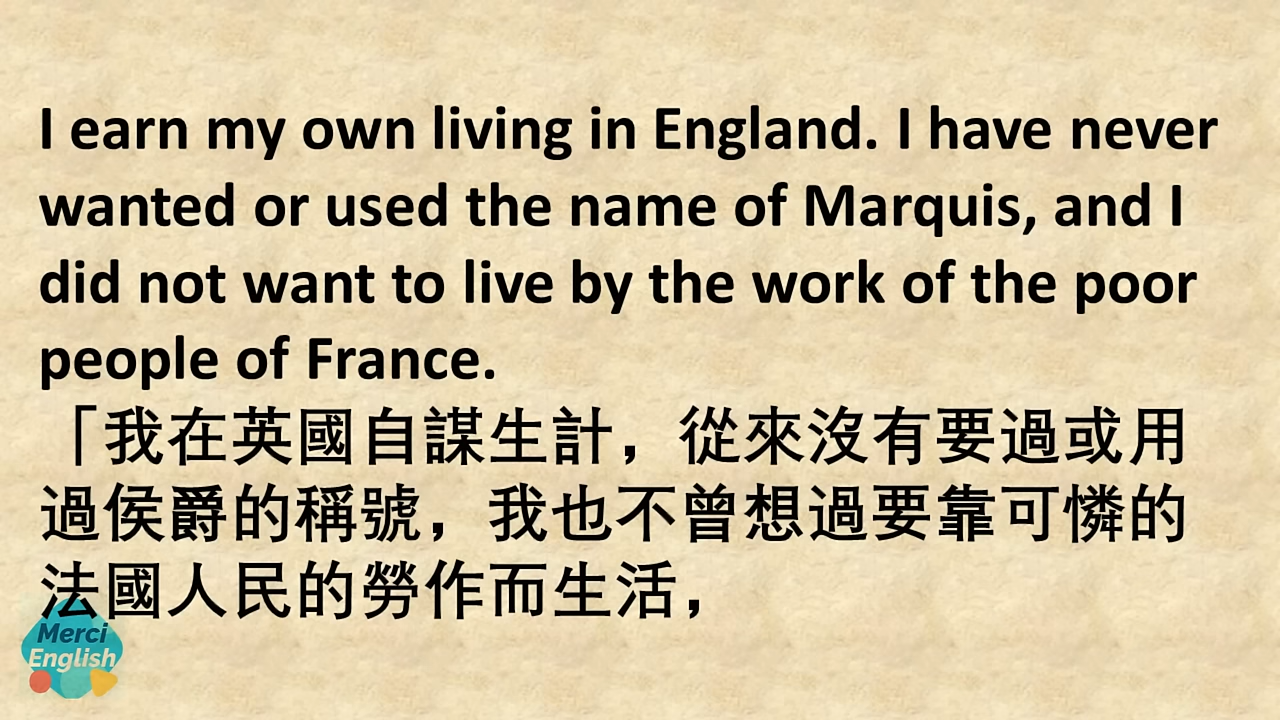 I earn my own living in England. I have never
wanted or used the name of Marquis, and I
did not want to live by the work of the poor
people of France.
「我在英國自謀生計，從來沒有要過或用
過侯爵的稱號，我也不曾想過要靠可憐的
法國人民的勞作而生活，
Merci
English